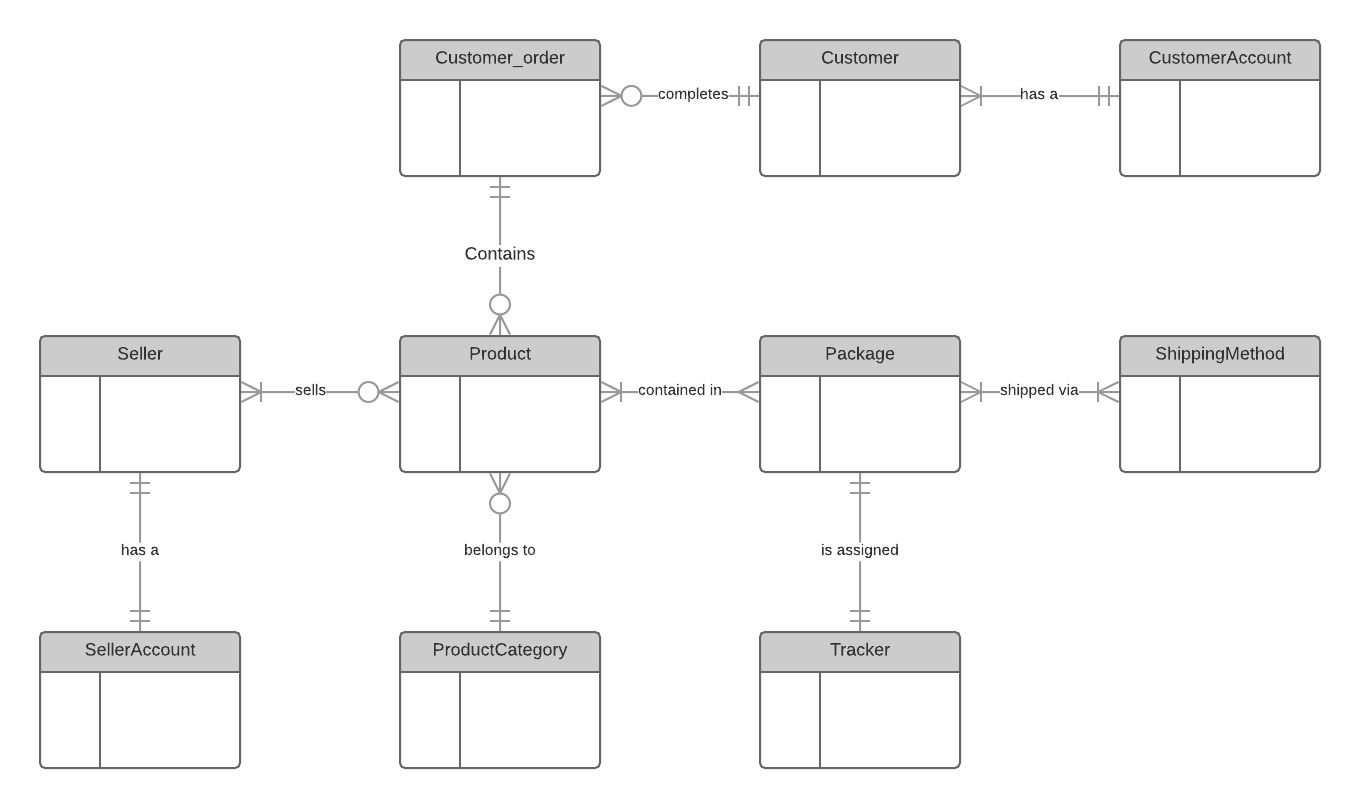 Customer_order
Customer
CustomerAccount
completes
has a
Contains
Seller
Product
Package
ShippingMethod
sells
contained in
shipped via
has a
belongs to
is assigned
SellerAccount
ProductCategory
Tracker